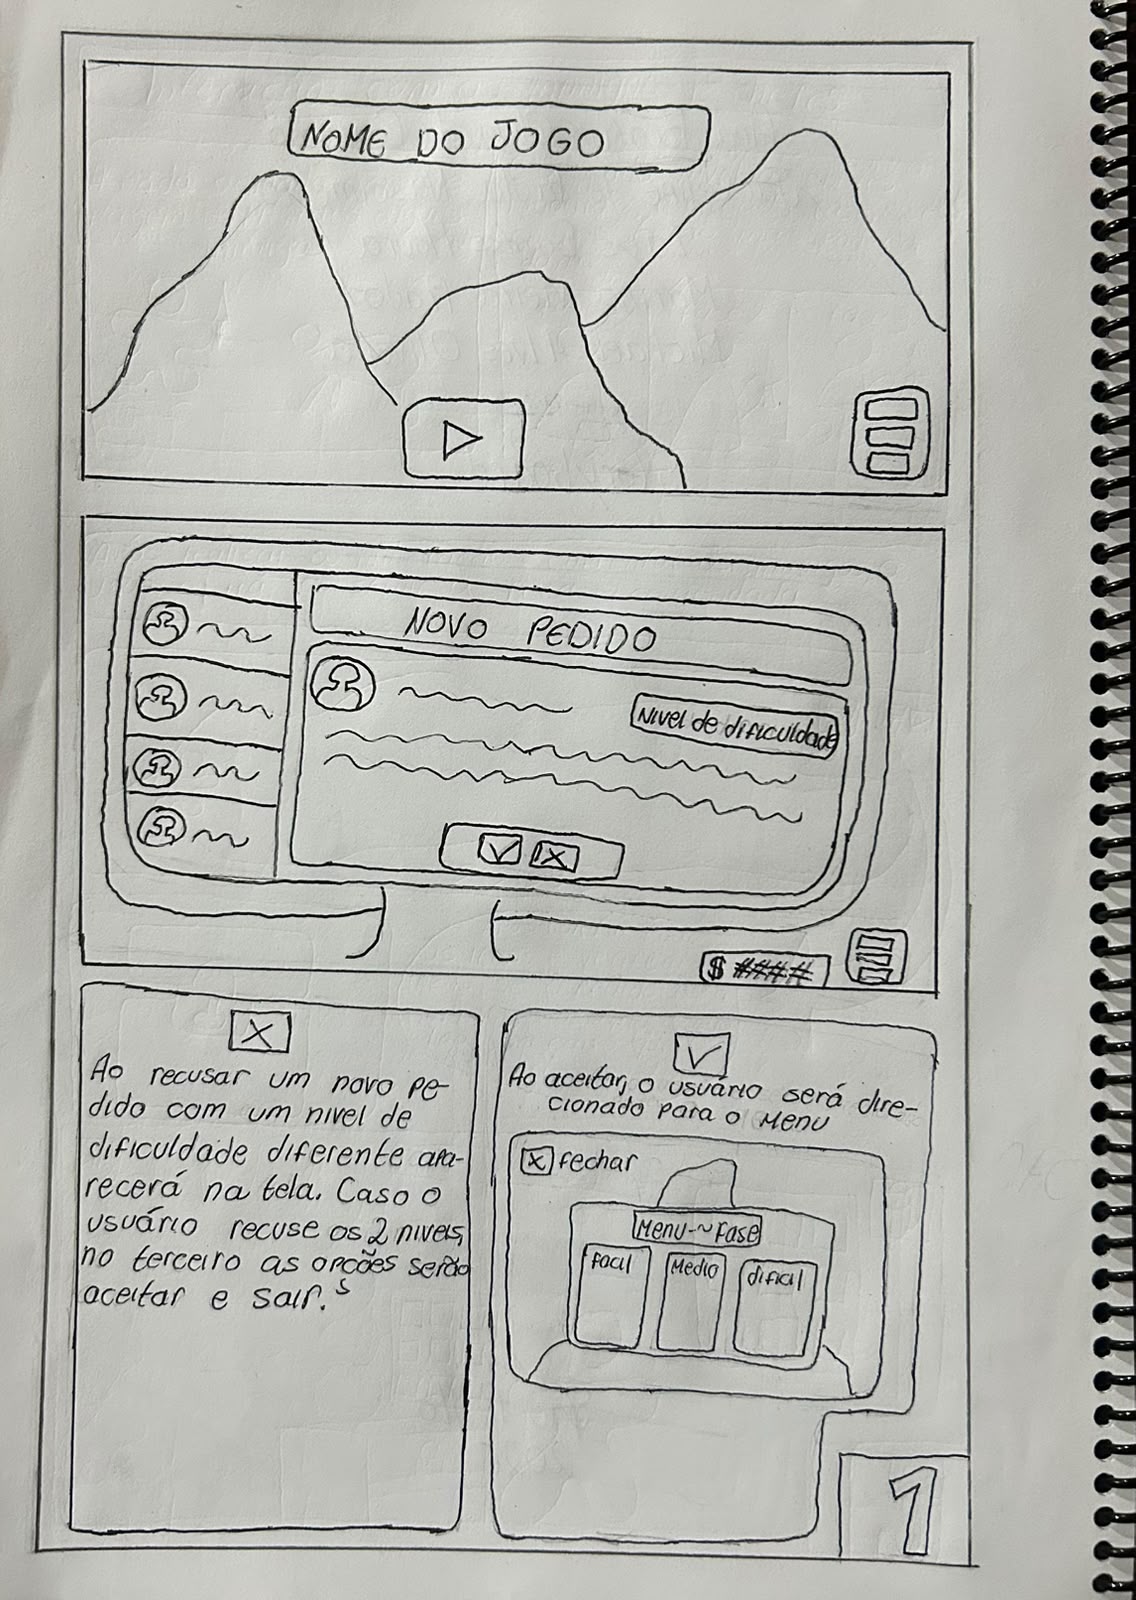 NOME DO JOGO
NOVO PEDIDO
Nivel de dificuldade
$ ####
X
Ao recusar um novo pe-
dido com um nivel de
dificuldade diferente apa-
recerá na tela. Caso o
usuário recuse os 2 niveis,
no terceiro as opções serão
aceitar e sair.
Ao aceitar, o usuário será dire-
cionado para o Menu
X fechar
Menu-~ Fase
facil
Medio
dificil
1